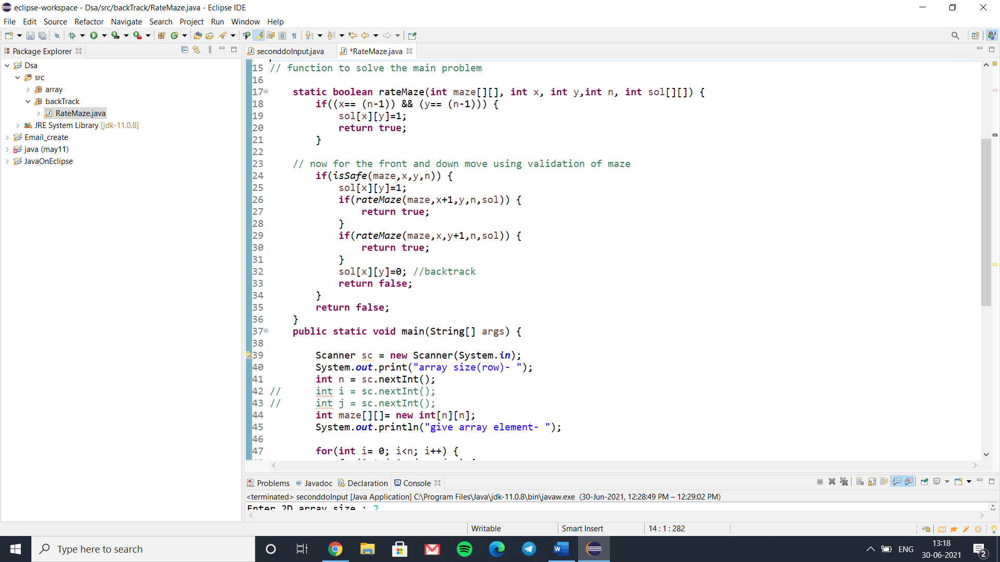 eclipse-workspace - Dsa/src/backTrack/RateMaze.java - Eclipse IDE
File Edit Source Refactor Navigate Search Project Run Window Help
Package Explorer
seconddoInput.java *RateMaze.java
Dsa
src
array
backTrack
RateMaze.java
JRE System Library [jdk-11.0.8]
Email_create
java (may11)
JavaOnEclipse
15 // function to solve the main problem
16
17 static boolean rateMaze(int maze[][], int x, int y,int n, int sol[][]) {
18 if((x== (n-1)) && (y== (n-1))) {
19 sol[x][y]=1;
20 return true;
21 }
22
23 // now for the front and down move using validation of maze
24 if(isSafe(maze,x,y,n)) {
25 sol[x][y]=1;
26 if(rateMaze(maze,x+1,y,n,sol)) {
27 return true;
28 }
29 if(rateMaze(maze,x,y+1,n,sol)) {
30 return true;
31 }
32 sol[x][y]=0; //backtrack
33 return false;
34 }
35 return false;
36 }
37 public static void main(String[] args) {
38
39 Scanner sc = new Scanner(System.in);
40 System.out.print("array size(row)- ");
41 int n = sc.nextInt();
42 // int i = sc.nextInt();
43 // int j = sc.nextInt();
44 int maze[][]= new int[n][n];
45 System.out.println("give array element- ");
46
47 for(int i= 0; i<n; i++) {
Problems Javadoc Declaration Console
<terminated> seconddoInput [Java Application] C:\Program Files\Java\jdk-11.0.8\bin\javaw.exe (30-Jun-2021, 12:28:49 PM – 12:29:02 PM)
Enter 2D array size : 2
Writable Smart Insert 14 : 1 : 282
Type here to search
ENG
13:18
30-06-2021
2